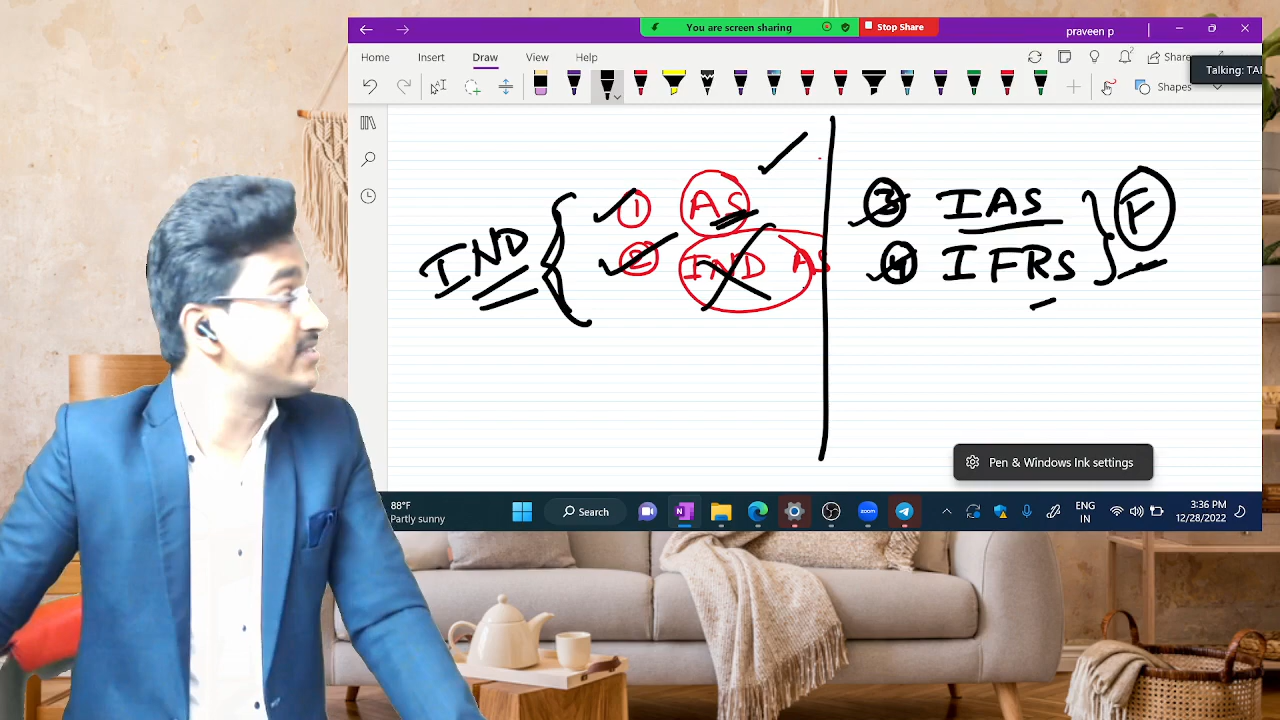 You are screen sharing Stop Share
praveen p
Home Insert Draw View Help Share
Talking: TA
Shapes
IND { ① AS
② IND AS
③ IAS } F
④ IFRS
Pen & Windows Ink settings
88°F
Partly sunny
Search
zoom
ENG
IN
3:36 PM
12/28/2022